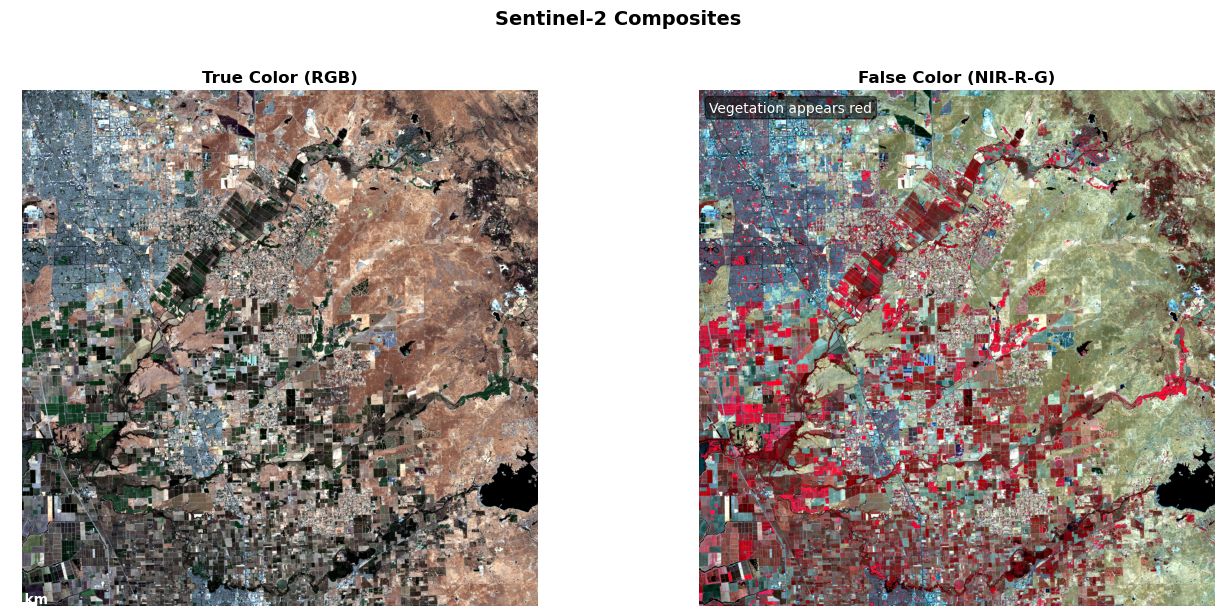 Sentinel-2 Composites
True Color (RGB)
False Color (NIR-R-G)
Vegetation appears red
km